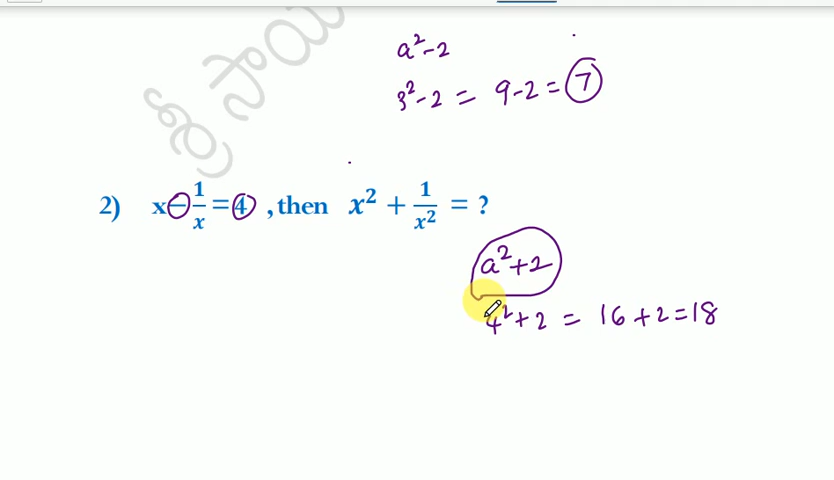 a²-2
3²-2 = 9-2 = 7
2) x - 1/x = 4 , then x² + 1/x² = ?
a²+2
4²+2 = 16+2=18